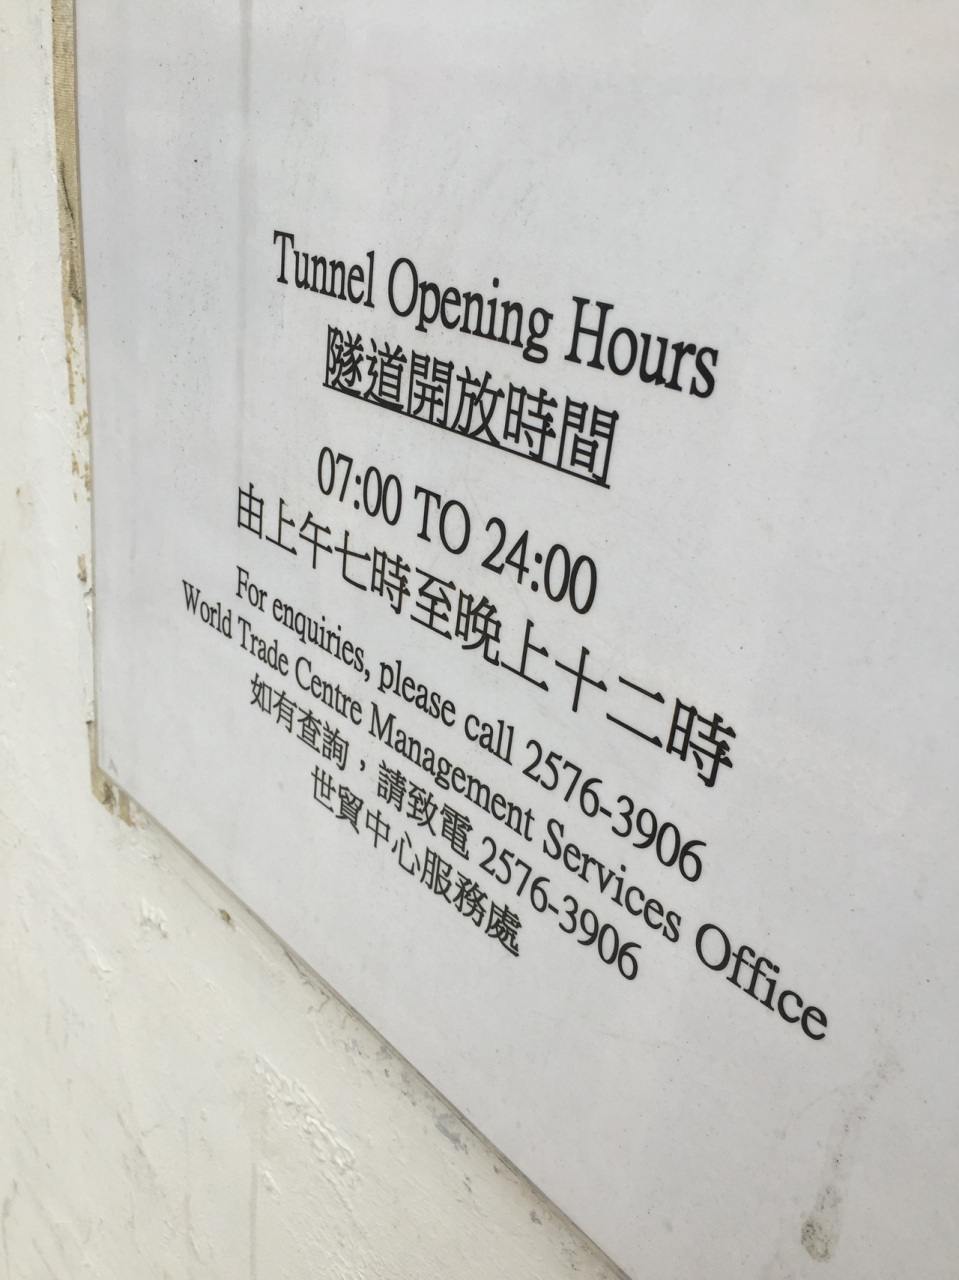 Tunnel Opening Hours
隧道開放時間
07:00 TO 24:00
由上午七時至晚上十二時
For enquiries, please call 2576-3906
World Trade Centre Management Services Office
如有查詢，請致電 2576-3906
世貿中心服務處